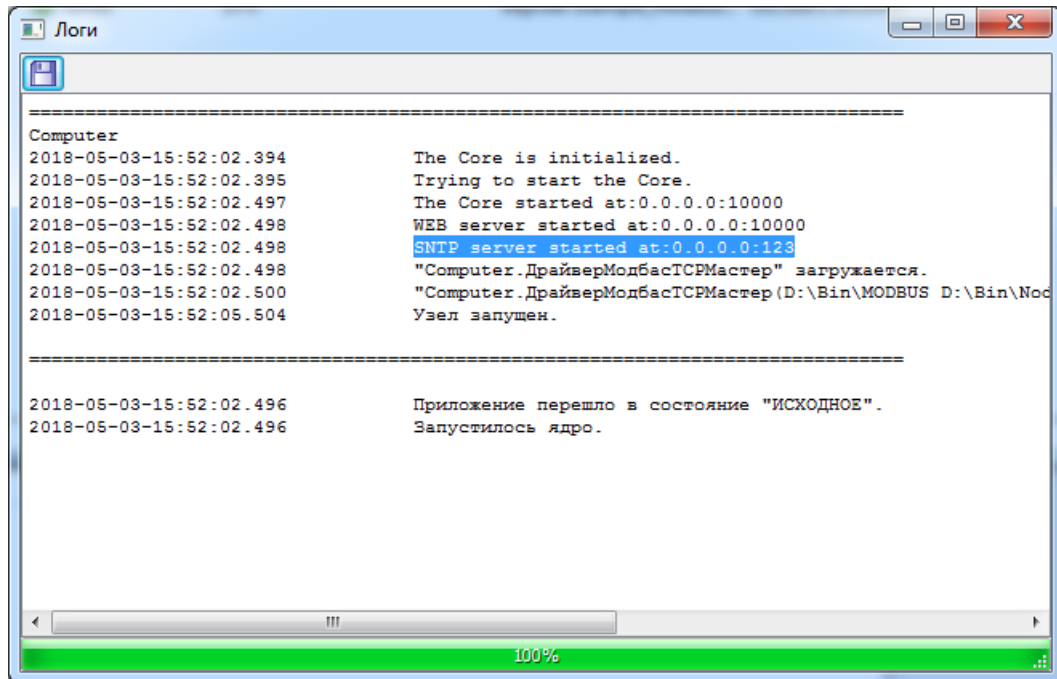 Логи
==============================================================================
Computer
2018-05-03-15:52:02.394 The Core is initialized.
2018-05-03-15:52:02.395 Trying to start the Core.
2018-05-03-15:52:02.497 The Core started at:0.0.0.0:10000
2018-05-03-15:52:02.498 WEB server started at:0.0.0.0:10000
2018-05-03-15:52:02.498 SNTP server started at:0.0.0.0:123
2018-05-03-15:52:02.498 "Computer.ДрайверМодбасТСРМастер" загружается.
2018-05-03-15:52:02.500 "Computer.ДрайверМодбасТСРМастер(D:\Bin\MODBUS D:\Bin\Nod
2018-05-03-15:52:05.504 Узел запущен.
==============================================================================
2018-05-03-15:52:02.496 Приложение перешло в состояние "ИСХОДНОЕ".
2018-05-03-15:52:02.496 Запустилось ядро.
100%